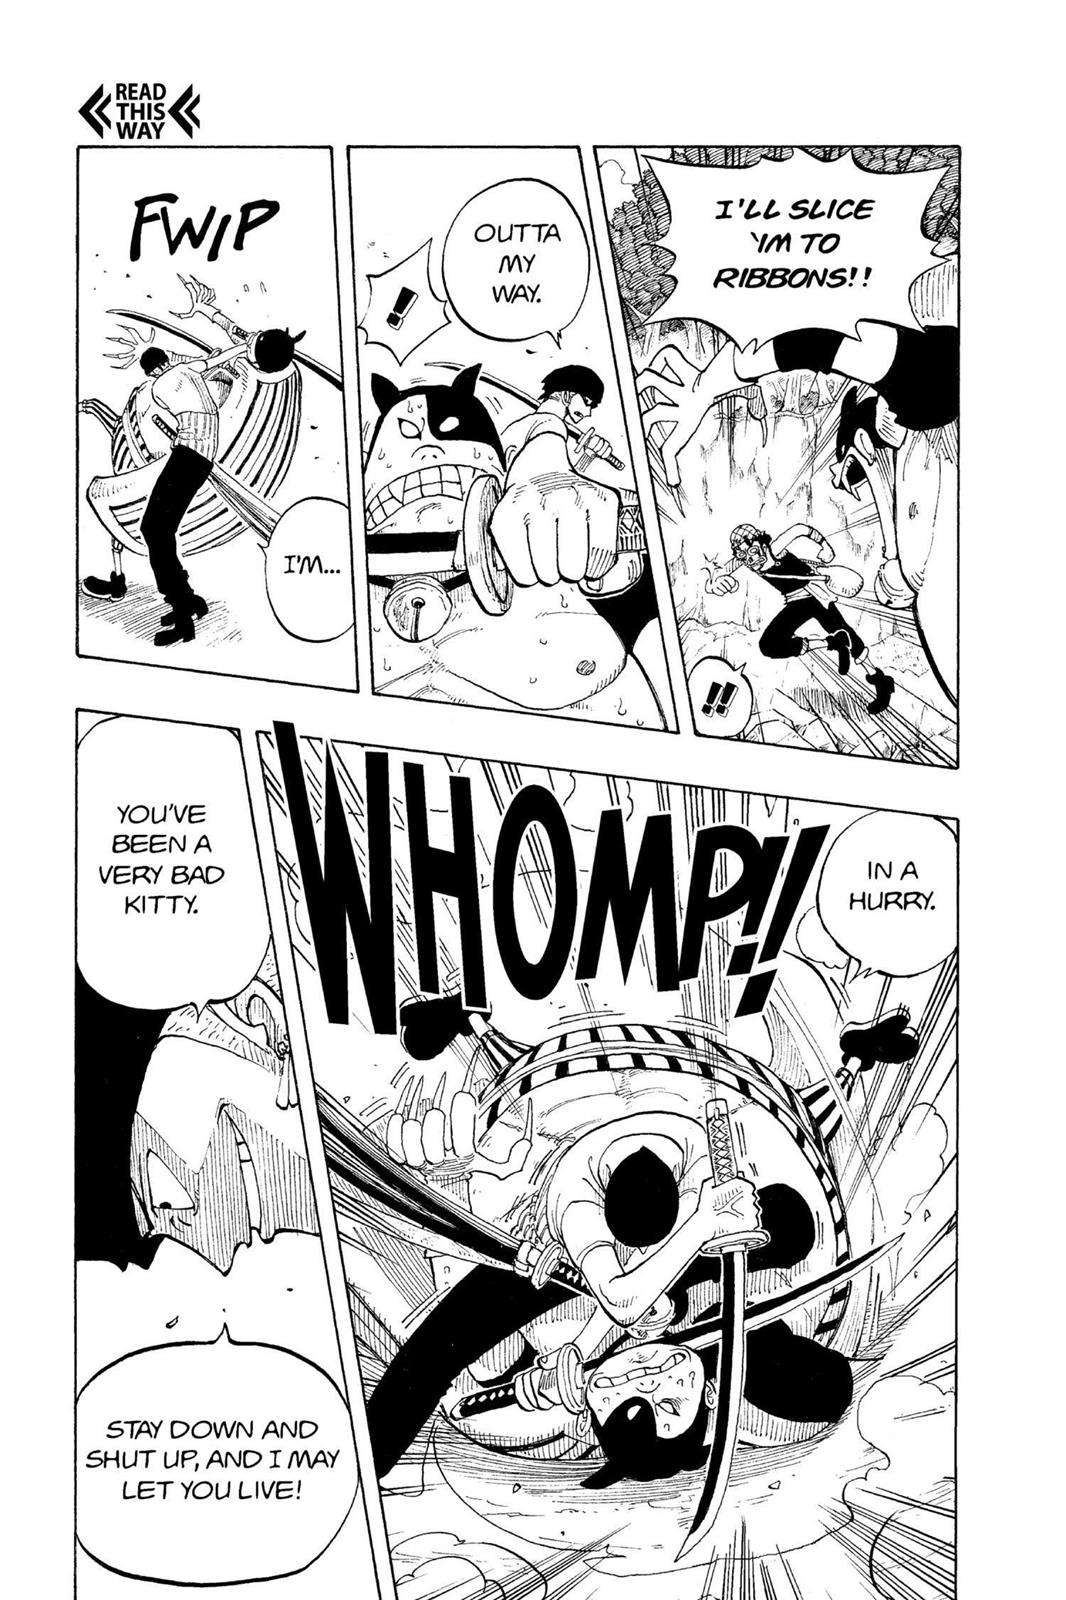 READ
THIS
WAY
I'LL SLICE
'IM TO
RIBBONS!!
!!
OUTTA
MY
WAY.
!!
FWIP
I'M...
IN A
HURRY.
WHOMP!!
YOU'VE
BEEN A
VERY BAD
KITTY.
STAY DOWN AND
SHUT UP, AND I MAY
LET YOU LIVE!